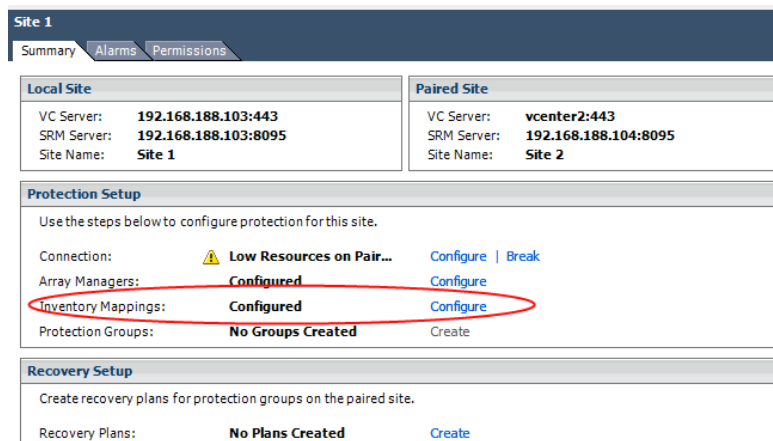 Site 1
Summary Alarms Permissions
Local Site
VC Server: 192.168.188.103:443
SRM Server: 192.168.188.103:8095
Site Name: Site 1
Paired Site
VC Server: vcenter2:443
SRM Server: 192.168.188.104:8095
Site Name: Site 2
Protection Setup
Use the steps below to configure protection for this site.
Connection: Low Resources on Pair... Configure | Break
Array Managers: Configured Configure
Inventory Mappings: Configured Configure
Protection Groups: No Groups Created Create
Recovery Setup
Create recovery plans for protection groups on the paired site.
Recovery Plans: No Plans Created Create